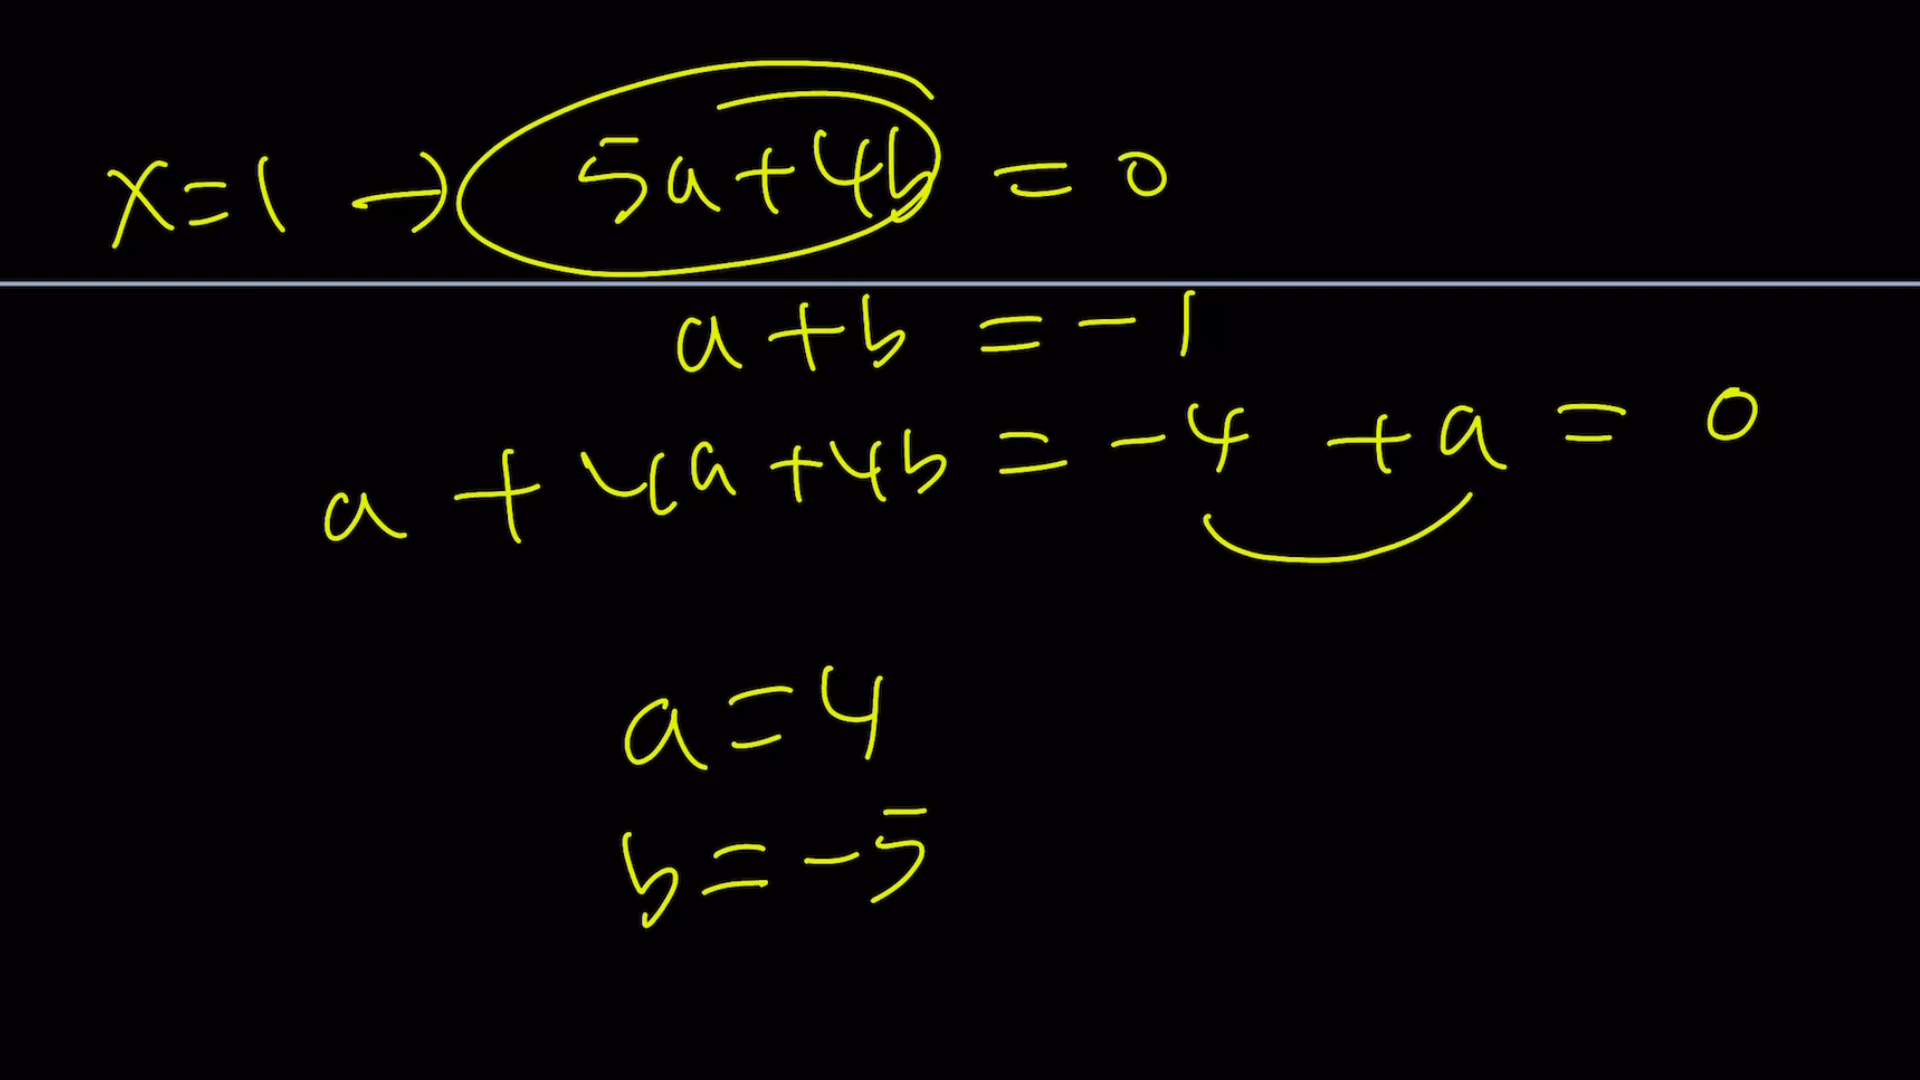 x=1 → 5a+4b = 0
a+b = -1
a + 4a+4b = -4 +a = 0
a=4
b=-5